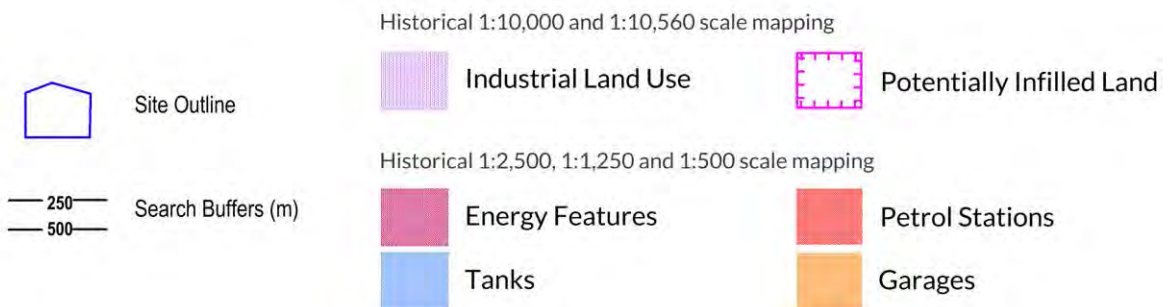 Historical 1:10,000 and 1:10,560 scale mapping
Industrial Land Use
Potentially Infilled Land
Site Outline
Historical 1:2,500, 1:1,250 and 1:500 scale mapping
250
500
Search Buffers (m)
Energy Features
Petrol Stations
Tanks
Garages